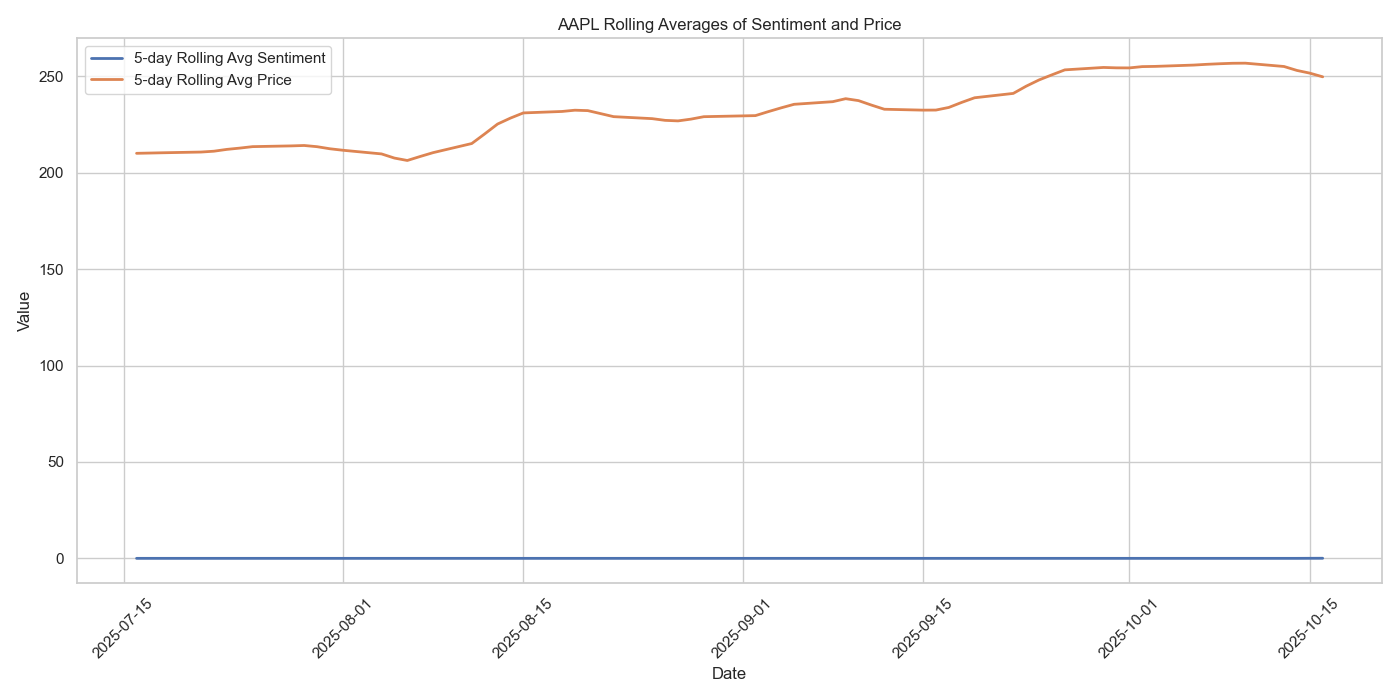 AAPL Rolling Averages of Sentiment and Price
5-day Rolling Avg Sentiment
5-day Rolling Avg Price
250
200
150
100
50
0
Value
2025-07-15
2025-08-01
2025-08-15
2025-09-01
2025-09-15
2025-10-01
2025-10-15
Date